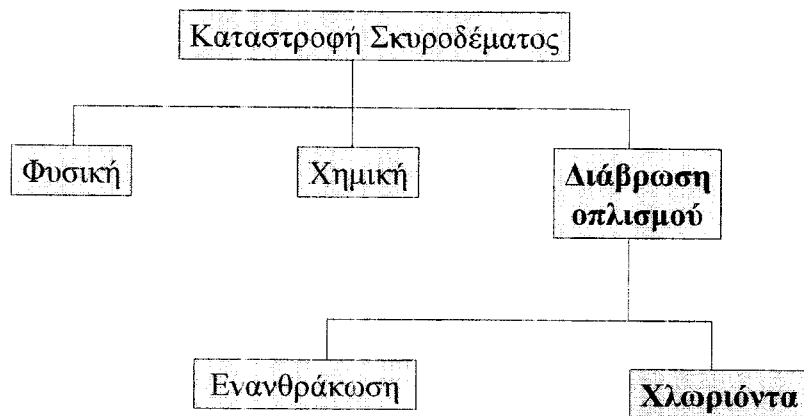 Καταστροφή Σκυροδέματος
Φυσική
Χημική
Διάβρωση
οπλισμού
Ενανθράκωση
Χλωριόντα